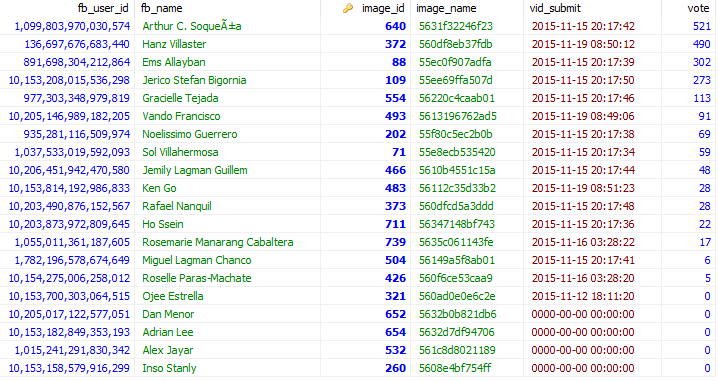 fb_user_id fb_name image_id image_name vid_submit vote
1,099,803,970,030,574 Arthur C. SoqueÃ±a 640 5631f32246f23 2015-11-15 20:17:42 521
136,697,676,683,440 Hanz Villaster 372 560df8eb37fdb 2015-11-19 08:50:12 490
891,698,304,212,864 Ems Allayban 88 55ec0f907adfa 2015-11-15 20:17:39 302
10,153,208,015,536,298 Jerico Stefan Bigornia 109 55ee69ffa507d 2015-11-15 20:17:50 273
977,303,348,979,819 Gracielle Tejada 554 56220c4caab01 2015-11-15 20:17:46 113
10,205,146,989,182,205 Vando Francisco 493 5613196762ad5 2015-11-19 08:49:06 91
935,281,116,509,974 Noelissimo Guerrero 202 55f80c5ec2b0b 2015-11-15 20:17:38 69
1,037,533,019,592,093 Sol Villahermosa 71 55e8ecb535420 2015-11-15 20:17:34 59
10,206,451,942,470,580 Jemily Lagman Guillem 466 5610b4551c15a 2015-11-15 20:17:44 48
10,153,814,192,986,833 Ken Go 483 56112c35d33b2 2015-11-19 08:51:23 28
10,203,490,876,152,567 Rafael Nanquil 373 560dfcd5a3ddd 2015-11-15 20:17:48 28
10,203,873,972,809,645 Ho Ssein 711 56347148bf743 2015-11-15 20:17:36 22
1,055,011,361,187,605 Rosemarie Manarang Cabaltera 739 5635c061143fe 2015-11-16 03:28:22 17
1,782,196,578,674,649 Miguel Lagman Chanco 504 56149a5f8ab01 2015-11-15 20:17:41 6
10,154,275,006,258,012 Roselle Paras-Machate 426 560f6ce53caa9 2015-11-16 03:28:20 5
10,153,700,303,064,515 Ojee Estrella 321 560ad0e0e6c2e 2015-11-12 18:11:20 0
10,205,017,122,577,051 Dan Menor 652 5632b0b821db6 0000-00-00 00:00:00 0
10,153,182,849,353,193 Adrian Lee 654 5632d7df94706 0000-00-00 00:00:00 0
1,015,241,291,830,342 Alex Jayar 532 561c8d8021189 0000-00-00 00:00:00 0
10,153,158,579,916,299 Inso Stanly 260 5608e4bf754ff 0000-00-00 00:00:00 0